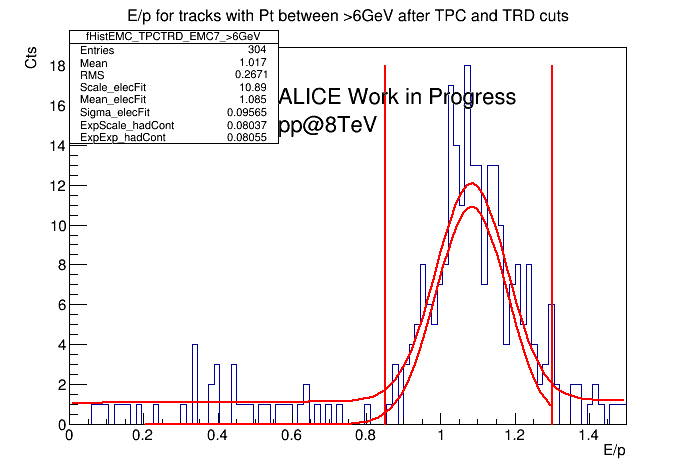 E/p for tracks with Pt between >6GeV after TPC and TRD cuts
fHistEMC_TPCTRD_EMC7_>6GeV
Entries 304
Mean 1.017
RMS 0.2671
Scale_elecFit 10.89
Mean_elecFit 1.085
Sigma_elecFit 0.09565
ExpScale_hadCont 0.08037
ExpExp_hadCont 0.08055
ALICE Work in Progress
pp@8TeV
Cts
18
16
14
12
10
8
6
4
2
0
0 0.2 0.4 0.6 0.8 1 1.2 1.4
E/p